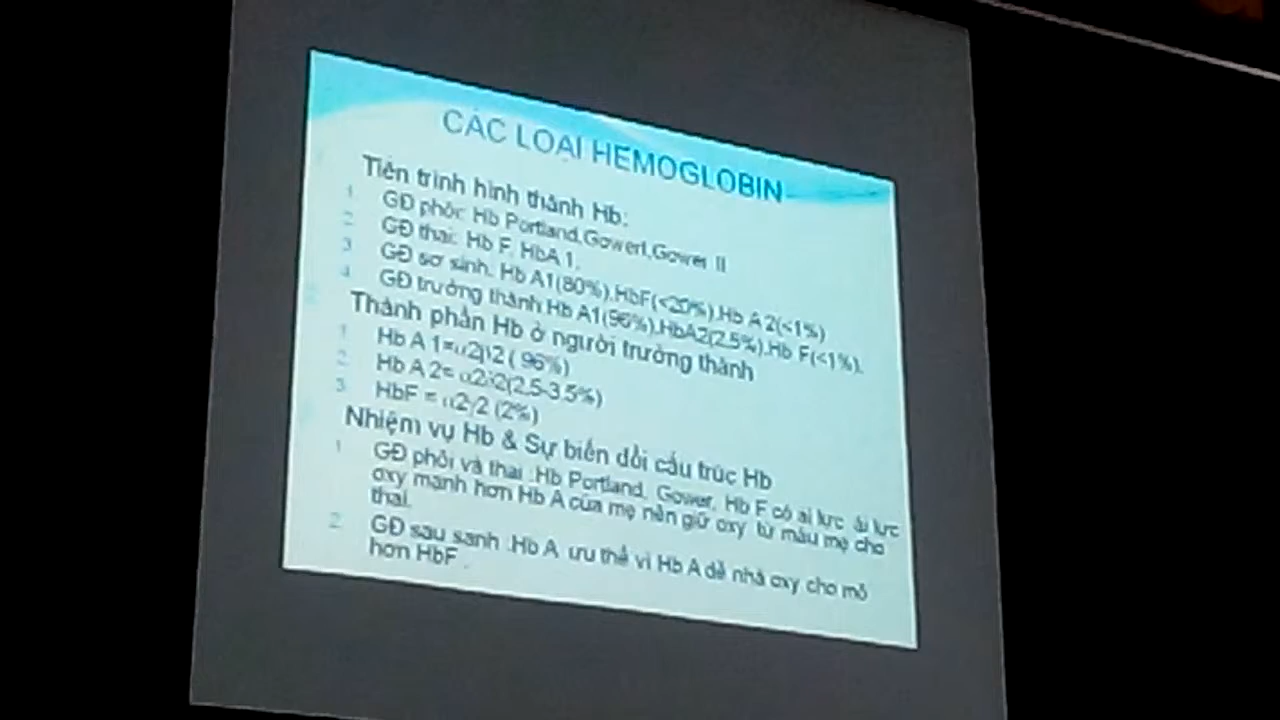 CÁC LOẠI HEMOGLOBIN
Tiến trình hình thành Hb:
1. GĐ phôi: Hb Portland,GowerI,Gower II
2. GĐ thai: Hb F, HbA 1,
3. GĐ sơ sinh: Hb A1(80%),HbF(<20%),Hb A 2(<1%)
4. GĐ trưởng thành:Hb A1(96%),HbA2(2.5%),Hb F(<1%),
Thành phần Hb ở người trưởng thành
1. Hb A 1=α2β2 ( 96%)
2. Hb A 2= α2δ2(2,5-3.5%)
3. HbF = α2γ2 (2%)
Nhiệm vụ Hb & Sự biến dổi cấu trúc Hb
1. GĐ phôi và thai :Hb Portland, Gower, Hb F có ái lực ái lực
oxy mạnh hơn Hb A của mẹ nên giữ oxy từ máu mẹ cho
thai.
2. GĐ sau sanh :Hb A ưu thế vì Hb A dể nhả oxy cho mô
hơn HbF .